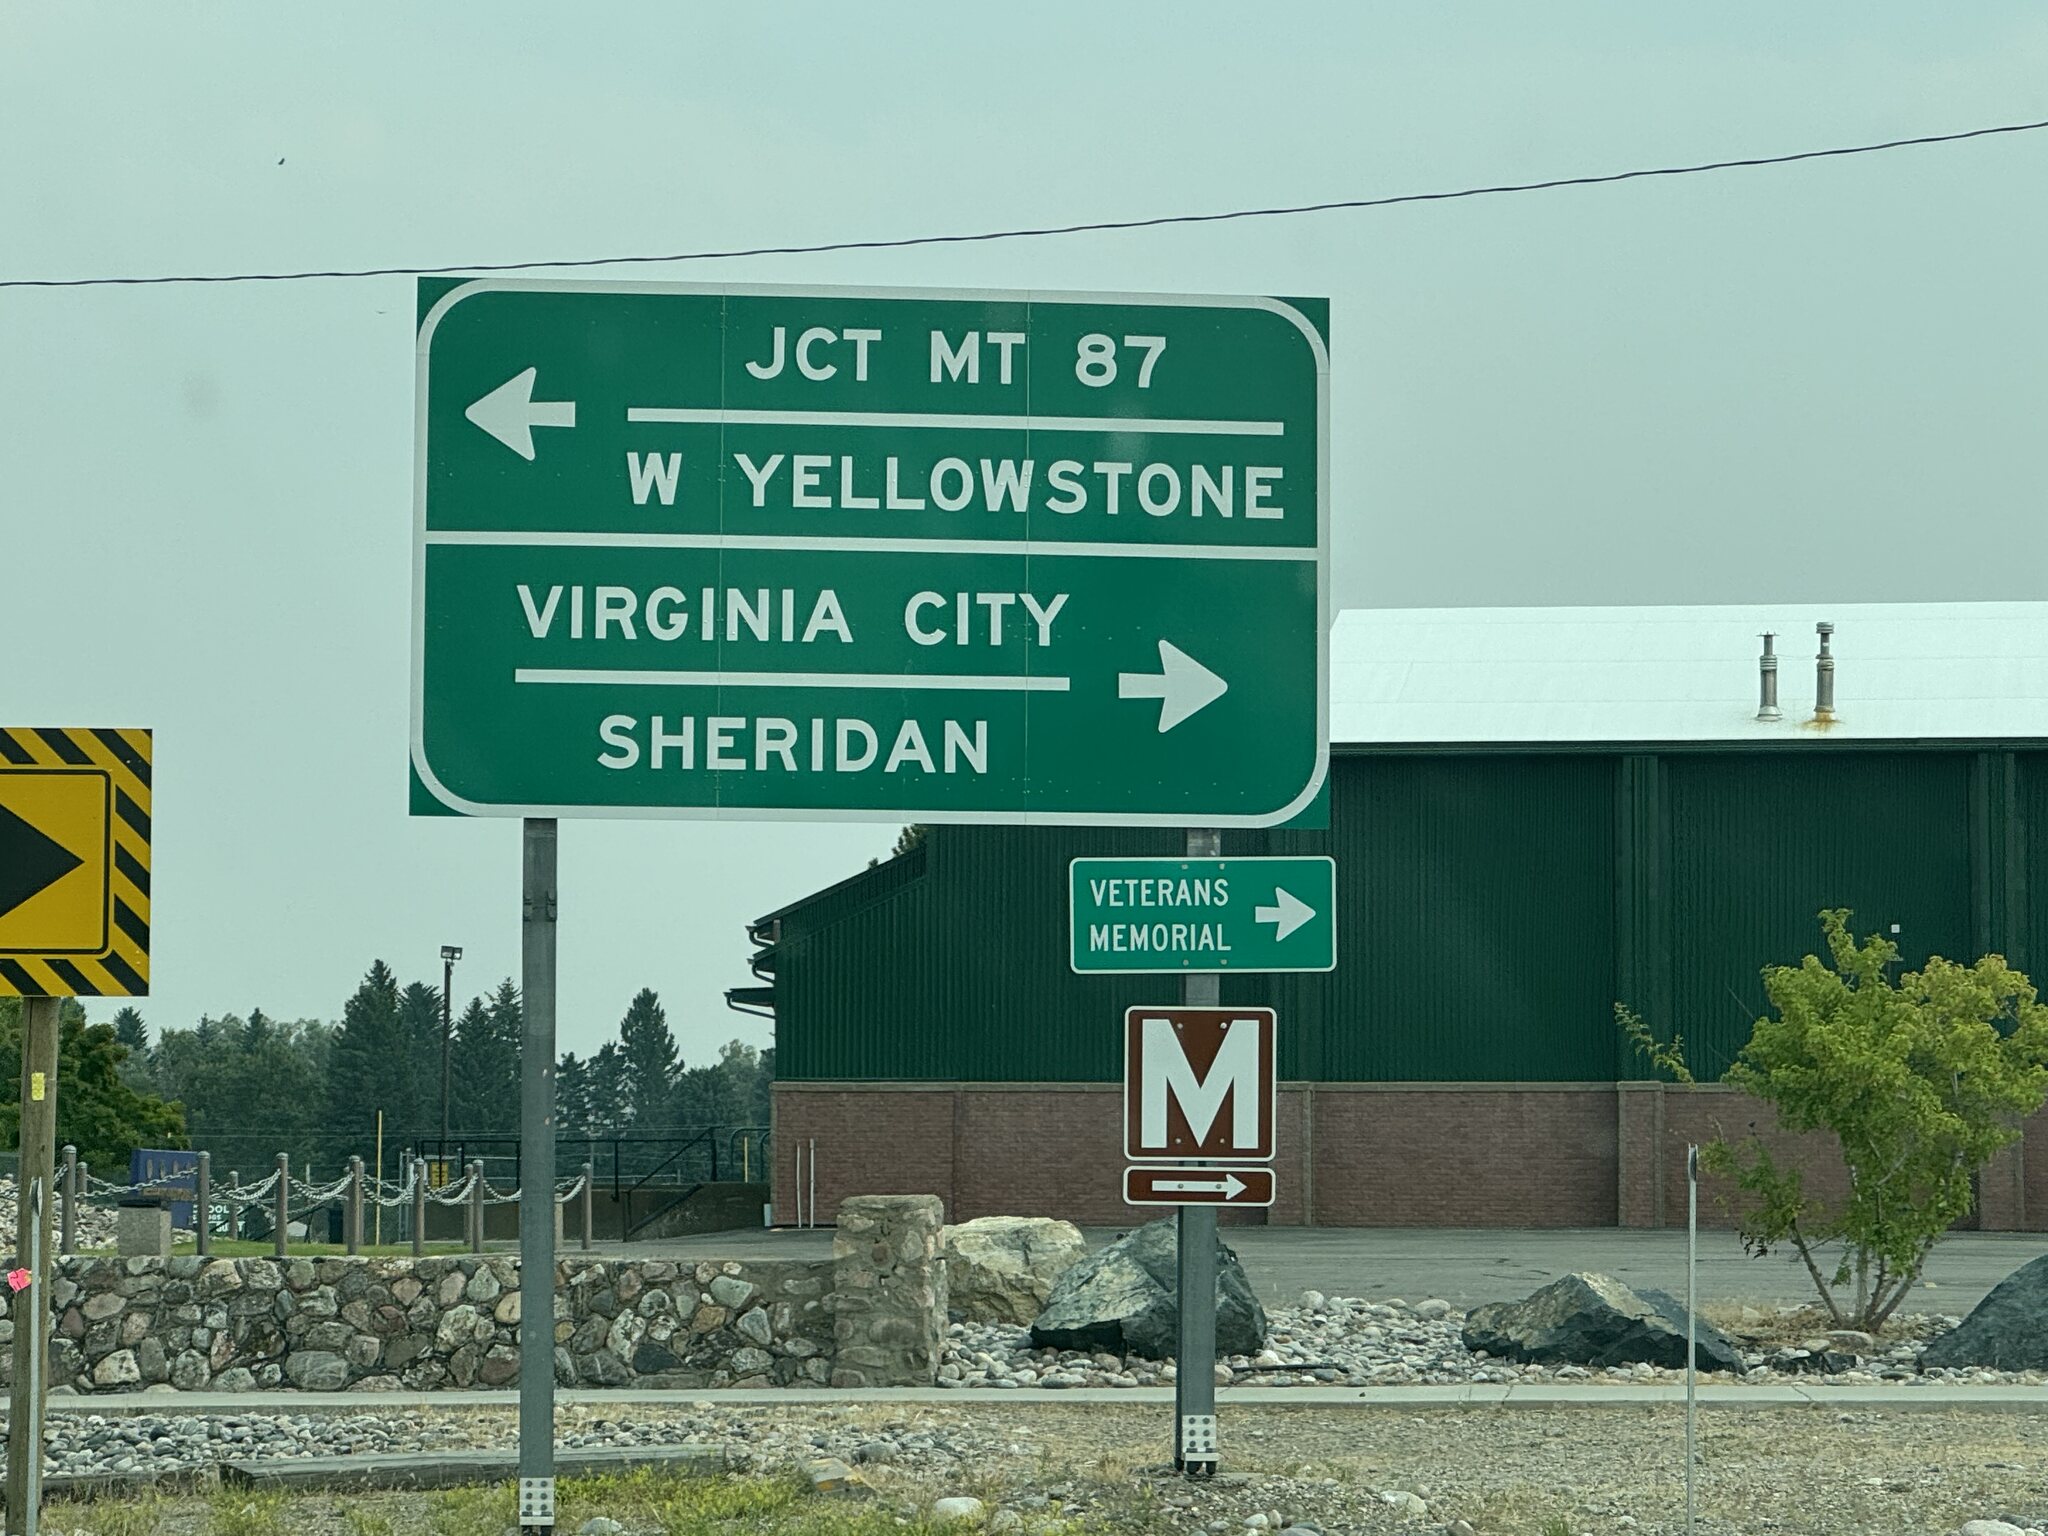 JCT MT 87
W YELLOWSTONE
VIRGINIA CITY
SHERIDAN
VETERANS
MEMORIAL
M